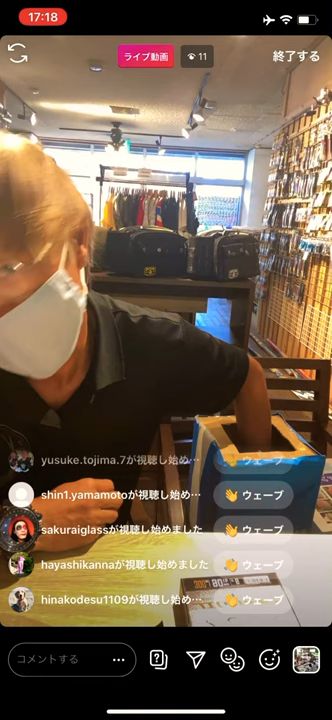 17:18
ライブ動画
11
終了する
yusuke.tojima.7が視聴し始め…
ウェーブ
shin1.yamamotoが視聴し始め…
ウェーブ
sakuraiglassが視聴し始めました
ウェーブ
hayashikannaが視聴し始めました
ウェーブ
hinakodesu1109が視聴し始め…
ウェーブ
コメントする